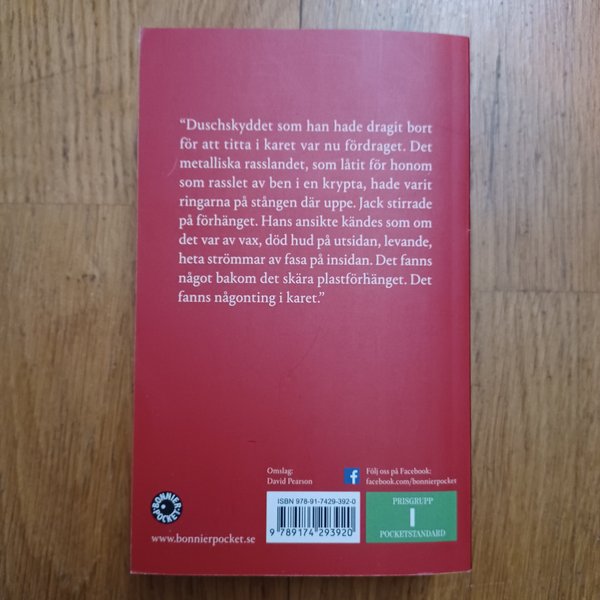 “Duschskyddet som han hade dragit bort
för att titta i karet var nu fördraget. Det
metalliska rasslandet, som låtit för honom
som rasslet av ben i en krypta, hade varit
ringarna på stången där uppe. Jack stirrade
på förhänget. Hans ansikte kändes som om
det var av vax, död hud på utsidan, levande,
heta strömmar av fasa på insidan. Det fanns
något bakom det skära plastförhänget. Det
fanns någonting i karet.”
Omslag:
David Pearson
Följ oss på Facebook:
facebook.com/bonnierpocket
BONNIER
POCKET
www.bonnierpocket.se
ISBN 978-91-7429-392-0
9 789174 293920
PRISGRUPP
1
POCKETSTANDARD